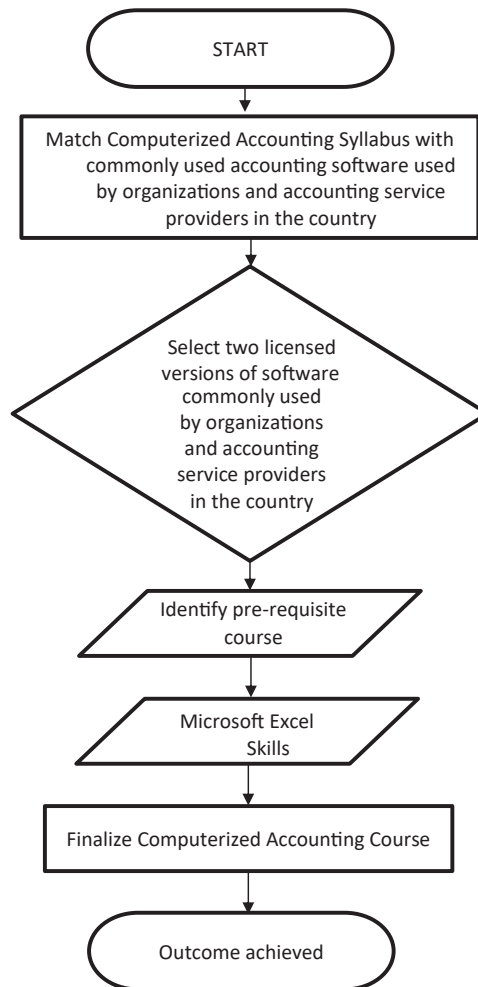 START
Match Computerized Accounting Syllabus with
commonly used accounting software used
by organizations and accounting service
providers in the country
Select two licensed
versions of software
commonly used
by organizations
and accounting
service providers
in the country
Identify pre-requisite
course
Microsoft Excel
Skills
Finalize Computerized Accounting Course
Outcome achieved